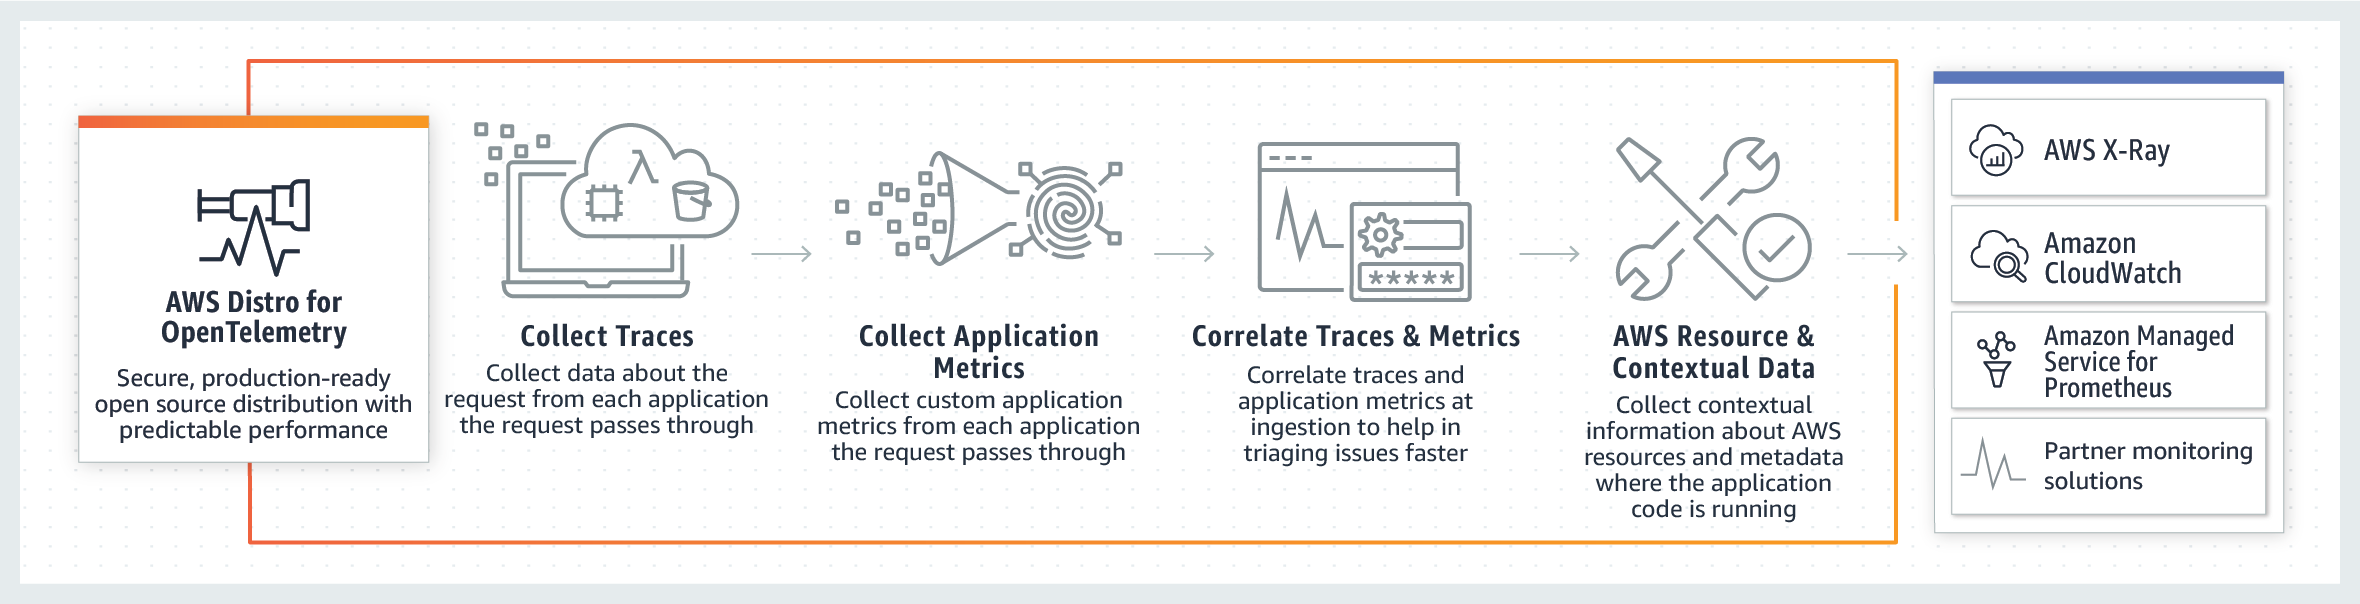 AWS Distro for
OpenTelemetry
Secure, production-ready
open source distribution with
predictable performance
Collect Traces
Collect data about the
request from each application
the request passes through
Collect Application
Metrics
Collect custom application
metrics from each application
the request passes through
Correlate Traces & Metrics
Correlate traces and
application metrics at
ingestion to help in
triaging issues faster
*****
AWS Resource &
Contextual Data
Collect contextual
information about AWS
resources and metadata
where the application
code is running
AWS X-Ray
Amazon
CloudWatch
Amazon Managed
Service for
Prometheus
Partner monitoring
solutions